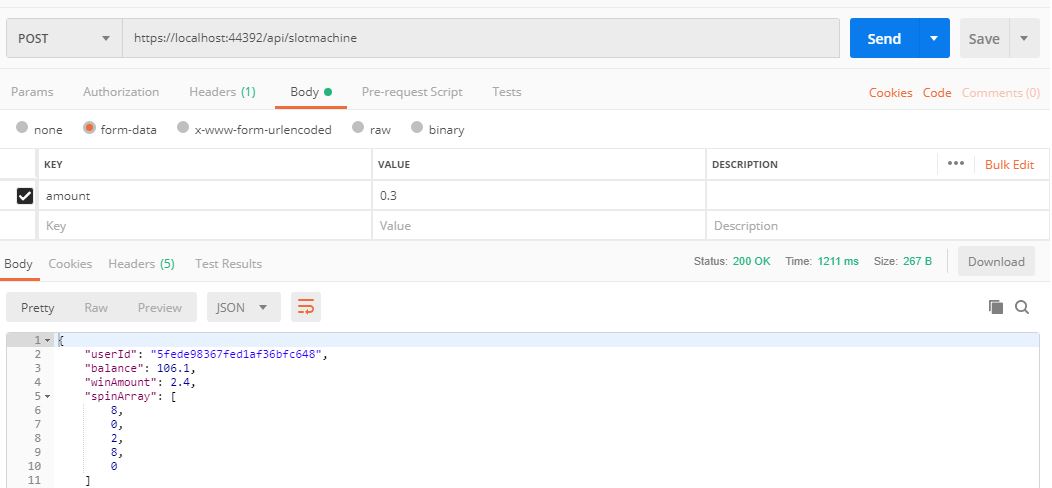 POST https://localhost:44392/api/slotmachine Send Save
Params Authorization Headers (1) Body Pre-request Script Tests Cookies Code Comments (0)
none form-data x-www-form-urlencoded raw binary
KEY VALUE DESCRIPTION ••• Bulk Edit
amount 0.3
Key Value Description
Body Cookies Headers (5) Test Results Status: 200 OK Time: 1211 ms Size: 267 B Download
Pretty Raw Preview JSON
1 {
2 "userId": "5fede98367fed1af36bfc648",
3 "balance": 106.1,
4 "winAmount": 2.4,
5 "spinArray": [
6 8,
7 0,
8 2,
9 8,
10 0
11 ]